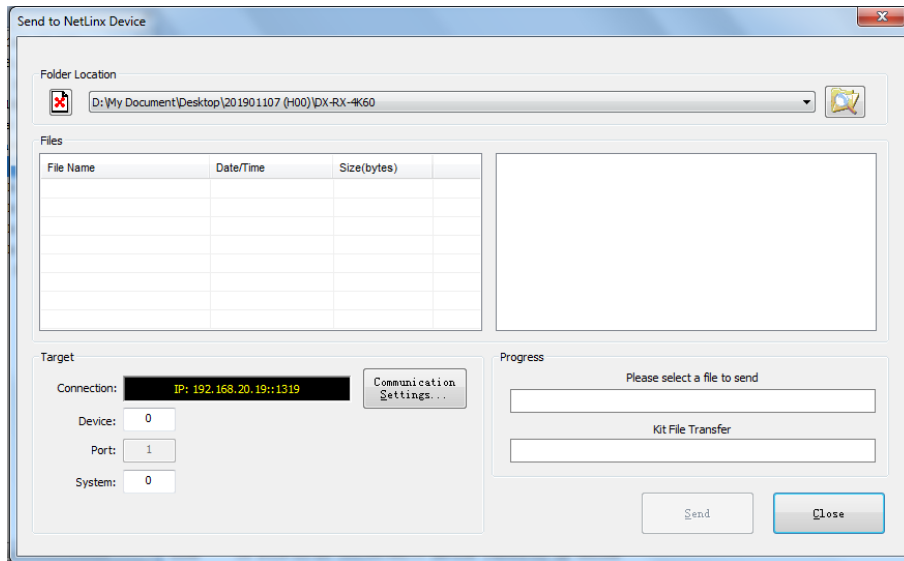 Send to NetLinx Device
Folder Location
D:\My Document\Desktop\201901107 (H00)\DX-RX-4K60
Files
File Name Date/Time Size(bytes)
Target
Connection: IP: 192.168.20.19::1319
Communication
Settings...
Device: 0
Port: 1
System: 0
Progress
Please select a file to send
Kit File Transfer
Send Close